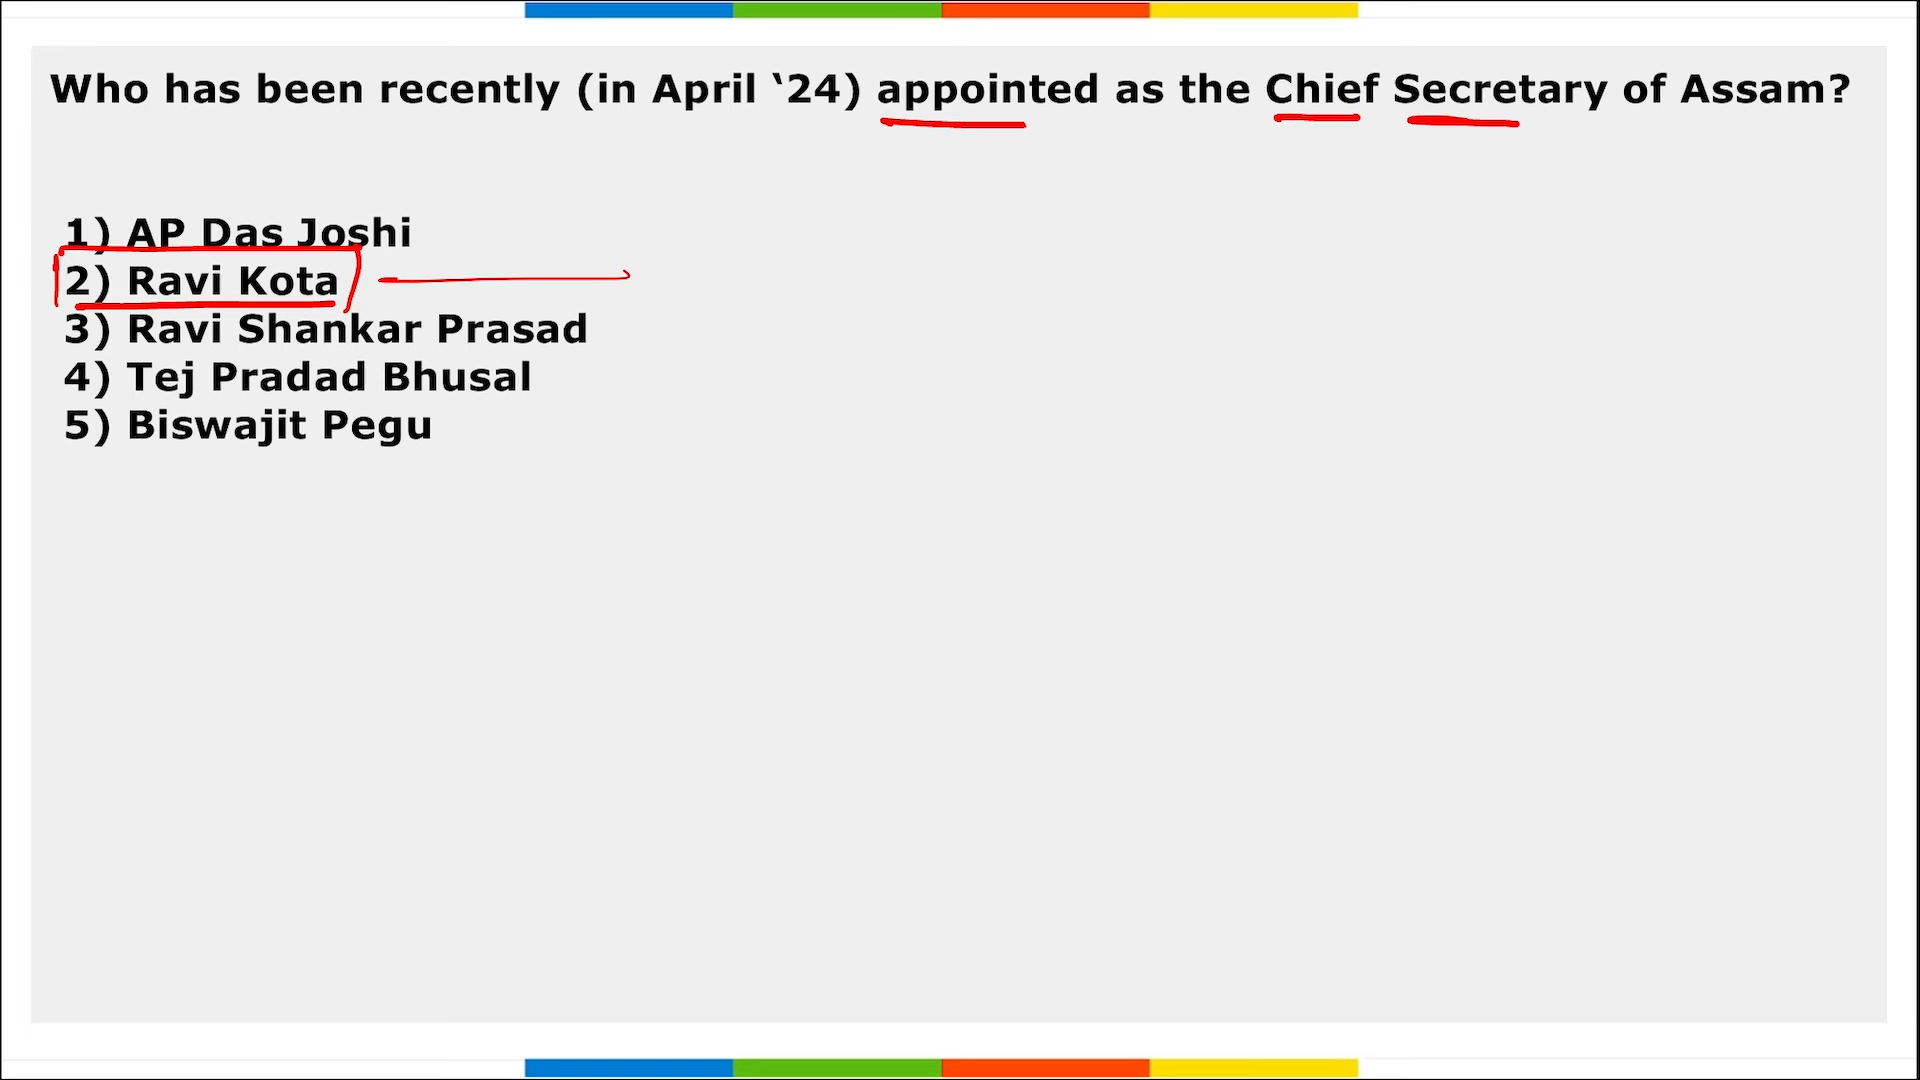 Who has been recently (in April ‘24) appointed as the Chief Secretary of Assam?
1) AP Das Joshi
2) Ravi Kota
3) Ravi Shankar Prasad
4) Tej Pradad Bhusal
5) Biswajit Pegu